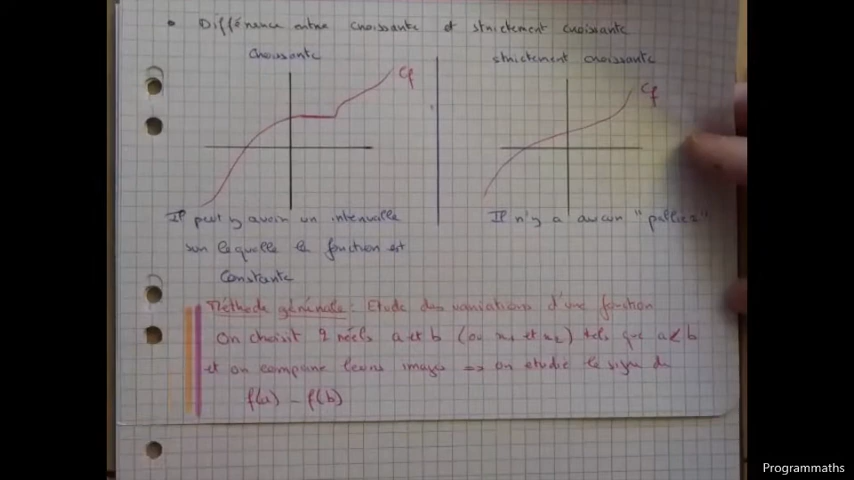 • Différence entre croissante et strictement croissante
Croissante
strictement croissante
Cf
Cf
Il peut y avoir un intervalle
sur lequelle la fonction est
Constante
Il n'y a aucun "pallier"
Méthode générale : Etude des variations d'une fonction
On choisit 2 réels a et b (ou x1 et x2) tels que a<b
et on compare leurs images => on étudie le signe de
f(a) - f(b)
Programmaths